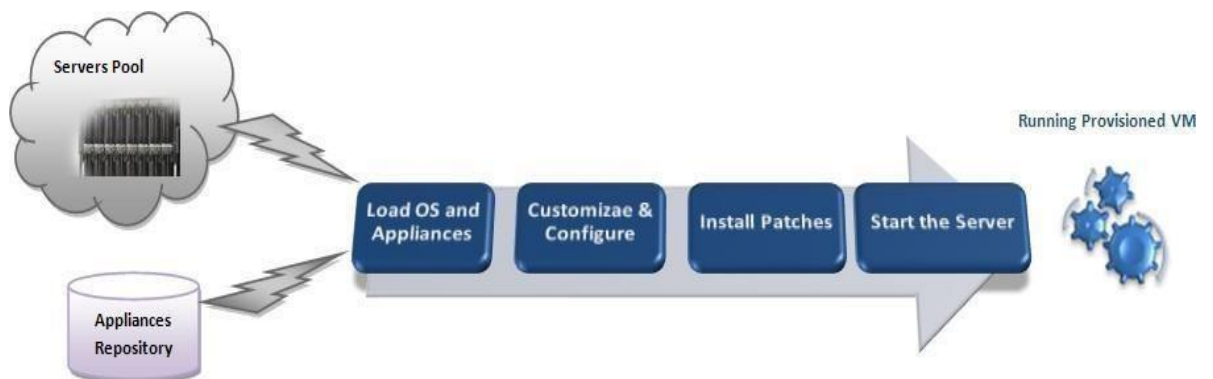 Servers Pool
Running Provisioned VM
Load OS and
Appliances
Customizae &
Configure
Install Patches
Start the Server
Appliances
Repository